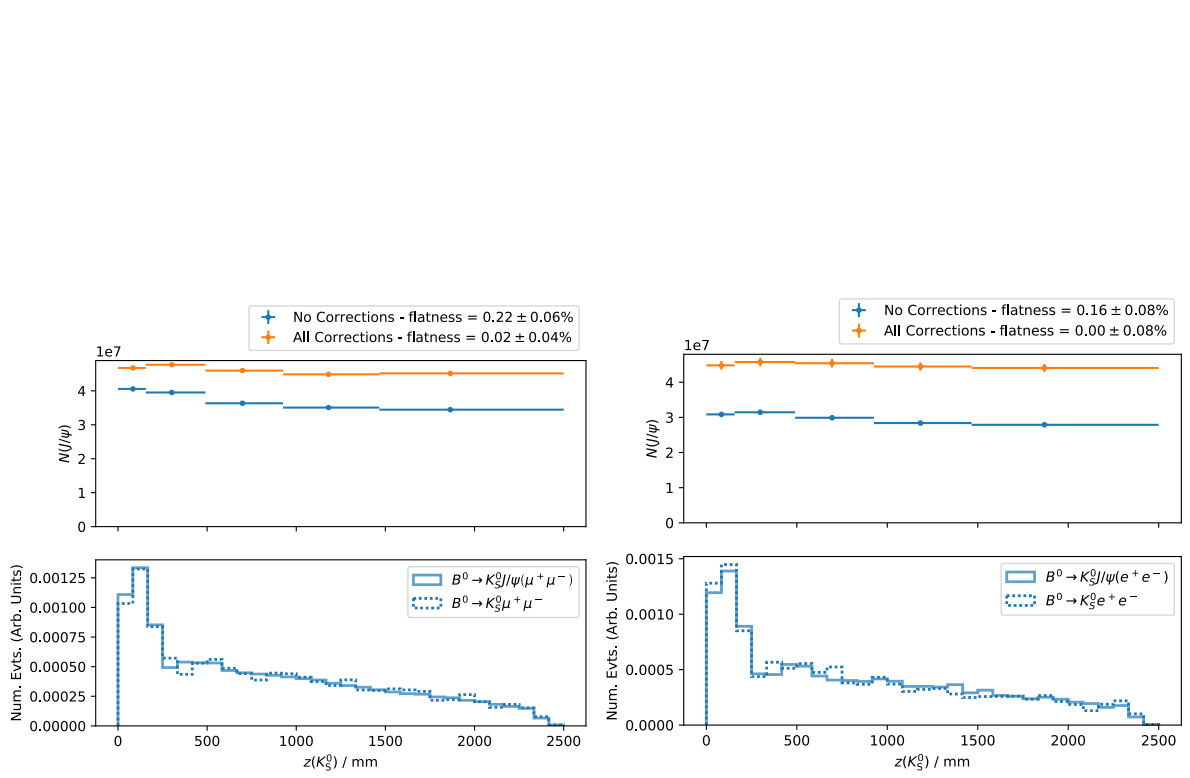 No Corrections - flatness = 0.22 ± 0.06%
All Corrections - flatness = 0.02 ± 0.04%
1e7
4
3
2
1
0
N(J/ψ)
0.00125
0.00100
0.00075
0.00050
0.00025
0.00000
Num. Evts. (Arb. Units)
B⁰ → K⁰_S J/ψ(μ⁺μ⁻)
B⁰ → K⁰_S μ⁺μ⁻
0 500 1000 1500 2000 2500
z(K⁰_S) / mm
No Corrections - flatness = 0.16 ± 0.08%
All Corrections - flatness = 0.00 ± 0.08%
1e7
4
3
2
1
0
N(J/ψ)
0.0015
0.0010
0.0005
0.0000
Num. Evts. (Arb. Units)
B⁰ → K⁰_S J/ψ(e⁺e⁻)
B⁰ → K⁰_S e⁺e⁻
0 500 1000 1500 2000 2500
z(K⁰_S) / mm